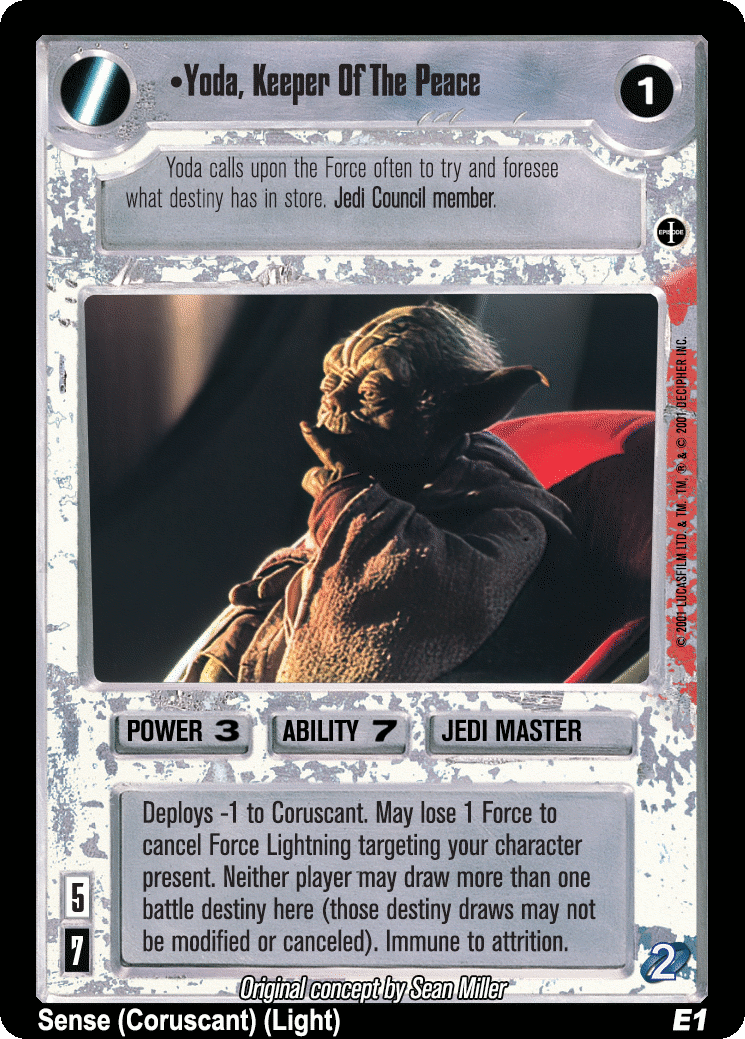 •Yoda, Keeper Of The Peace
1
Yoda calls upon the Force often to try and foresee
what destiny has in store. Jedi Council member.
EPISODE
I
© 2001 LUCASFILM LTD. & TM. TM, ® & © 2001 DECIPHER INC.
POWER 3
ABILITY 7
JEDI MASTER
Deploys -1 to Coruscant. May lose 1 Force to
cancel Force Lightning targeting your character
present. Neither player may draw more than one
battle destiny here (those destiny draws may not
be modified or canceled). Immune to attrition.
5
7
2
Original concept by Sean Miller
Sense (Coruscant) (Light)
E1